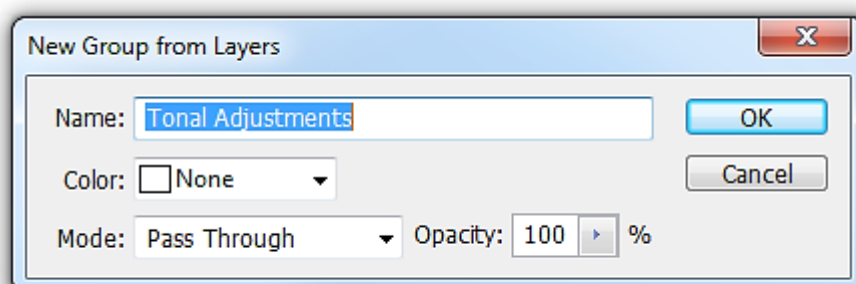 New Group from Layers
Name: Tonal Adjustments OK
Color: None Cancel
Mode: Pass Through Opacity: 100 %